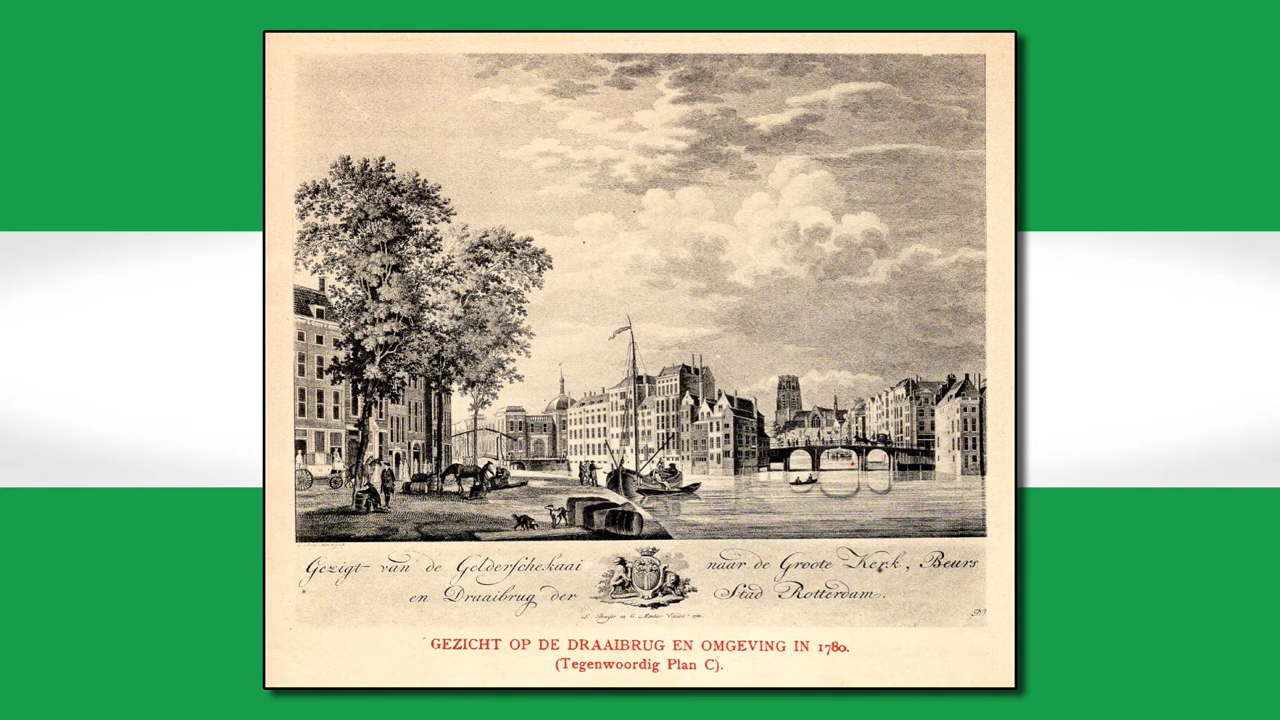 Gezigt van de Geldersche kaai naar de Groote Kerk, Beurs
en Draaibrug der Stad Rotterdam.
GEZICHT OP DE DRAAIBRUG EN OMGEVING IN 1780.
(Tegenwoordig Plan C).